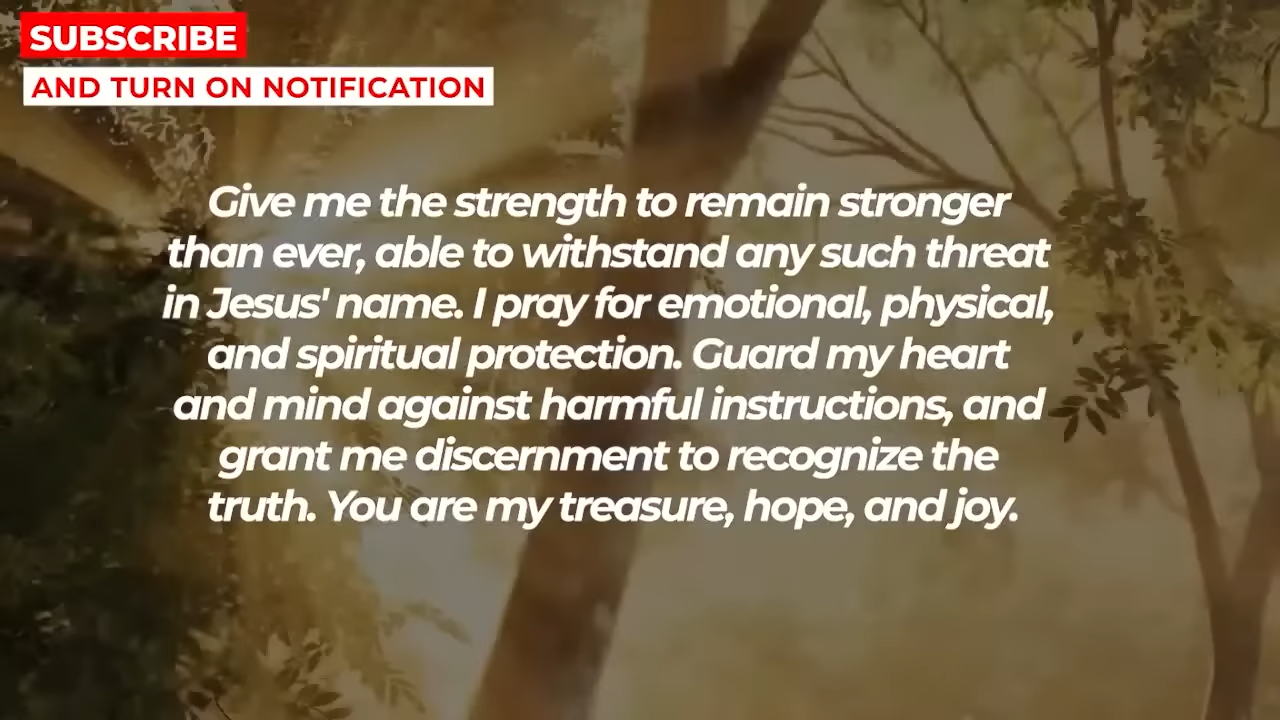 SUBSCRIBE
AND TURN ON NOTIFICATION
Give me the strength to remain stronger
than ever, able to withstand any such threat
in Jesus' name. I pray for emotional, physical,
and spiritual protection. Guard my heart
and mind against harmful instructions, and
grant me discernment to recognize the
truth. You are my treasure, hope, and joy.